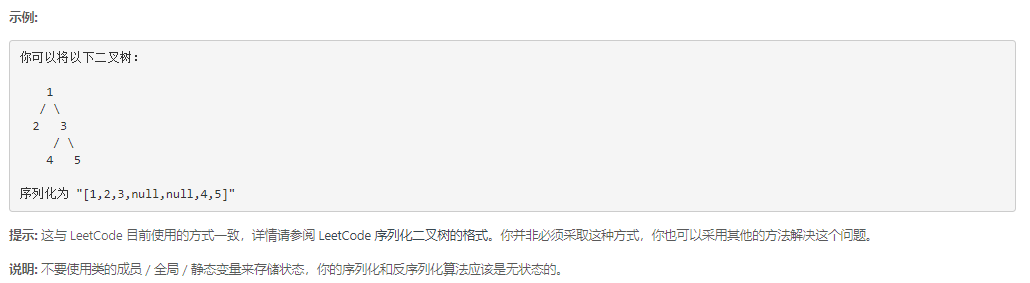 示例:
你可以将以下二叉树：
    1
   / \
  2   3
     / \
    4   5
序列化为 "[1,2,3,null,null,4,5]"
提示: 这与 LeetCode 目前使用的方式一致，详情请参阅 LeetCode 序列化二叉树的格式。你并非必须采取这种方式，你也可以采用其他的方法解决这个问题。
说明: 不要使用类的成员 / 全局 / 静态变量来存储状态，你的序列化和反序列化算法应该是无状态的。